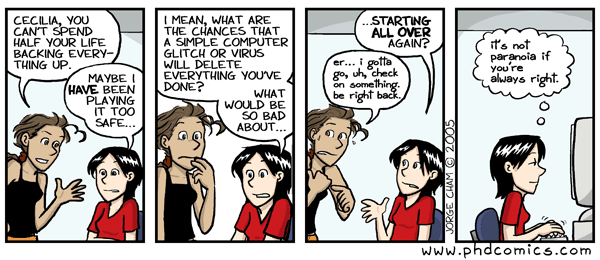 CECILIA, YOU
CAN'T SPEND
HALF YOUR LIFE
BACKING EVERY-
THING UP.
MAYBE I
HAVE BEEN
PLAYING
IT TOO
SAFE...
I MEAN, WHAT ARE
THE CHANCES THAT
A SIMPLE COMPUTER
GLITCH OR VIRUS
WILL DELETE
EVERYTHING YOU'VE
DONE?
WHAT
WOULD BE
SO BAD
ABOUT...
...STARTING
ALL OVER
AGAIN?
er... i gotta
go, uh, check
on something.
be right back.
JORGE CHAM © 2005
it's not
paranoia if
you're
always right.
www.phdcomics.com